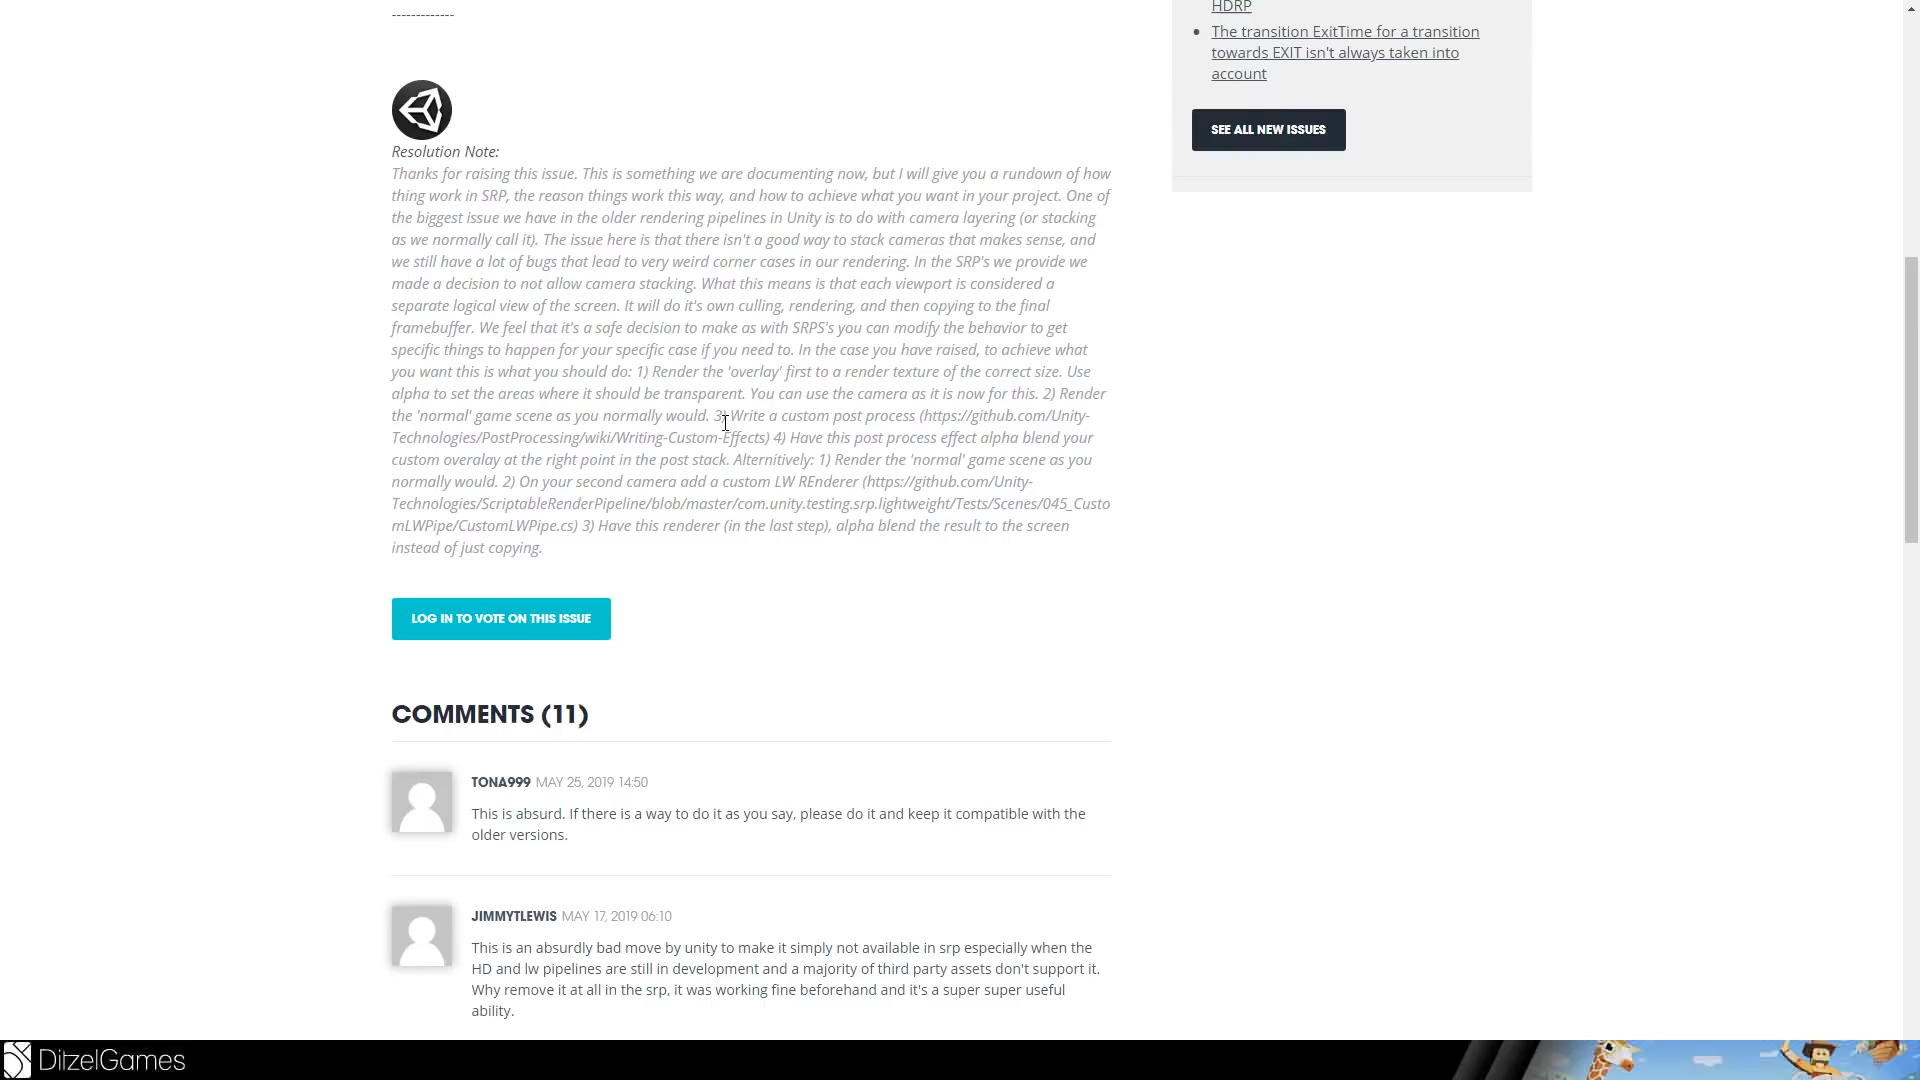 -------------
Resolution Note:
Thanks for raising this issue. This is something we are documenting now, but I will give you a rundown of how
thing work in SRP, the reason things work this way, and how to achieve what you want in your project. One of
the biggest issue we have in the older rendering pipelines in Unity is to do with camera layering (or stacking
as we normally call it). The issue here is that there isn't a good way to stack cameras that makes sense, and
we still have a lot of bugs that lead to very weird corner cases in our rendering. In the SRP's we provide we
made a decision to not allow camera stacking. What this means is that each viewport is considered a
separate logical view of the screen. It will do it's own culling, rendering, and then copying to the final
framebuffer. We feel that it's a safe decision to make as with SRPS's you can modify the behavior to get
specific things to happen for your specific case if you need to. In the case you have raised, to achieve what
you want this is what you should do: 1) Render the 'overlay' first to a render texture of the correct size. Use
alpha to set the areas where it should be transparent. You can use the camera as it is now for this. 2) Render
the 'normal' game scene as you normally would. 3) Write a custom post process (https://github.com/Unity-
Technologies/PostProcessing/wiki/Writing-Custom-Effects) 4) Have this post process effect alpha blend your
custom overalay at the right point in the post stack. Alternitively: 1) Render the 'normal' game scene as you
normally would. 2) On your second camera add a custom LW REnderer (https://github.com/Unity-
Technologies/ScriptableRenderPipeline/blob/master/com.unity.testing.srp.lightweight/Tests/Scenes/045_Custo
mLWPipe/CustomLWPipe.cs) 3) Have this renderer (in the last step), alpha blend the result to the screen
instead of just copying.
LOG IN TO VOTE ON THIS ISSUE
COMMENTS (11)
TONA999 MAY 25, 2019 14:50
This is absurd. If there is a way to do it as you say, please do it and keep it compatible with the
older versions.
JIMMYTLEWIS MAY 17, 2019 06:10
This is an absurdly bad move by unity to make it simply not available in srp especially when the
HD and lw pipelines are still in development and a majority of third party assets don't support it.
Why remove it at all in the srp, it was working fine beforehand and it's a super super useful
ability.
HDRP
The transition ExitTime for a transition
towards EXIT isn't always taken into
account
SEE ALL NEW ISSUES
DitzelGames